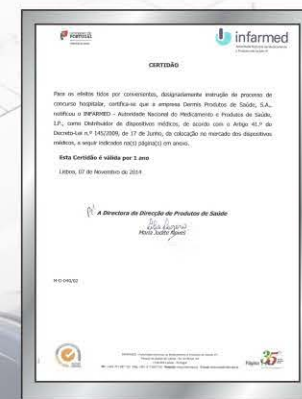 PORTUGAL
infarmed
CERTIDÃO
Para os efeitos tidos por convenientes, designadamente instrução de processo de
concurso hospitalar, certifica-se que a empresa Dermis Produtos de Saúde, S.A.,
notificou o INFARMED - Autoridade Nacional do Medicamento e Produtos de Saúde,
I.P., como Distribuidor de dispositivos médicos, de acordo com o Artigo 41.º do
Decreto-Lei n.º 145/2009, de 17 de Junho, da colocação no mercado dos dispositivos
médicos, a seguir indicados na(s) página(s) em anexo.
Esta Certidão é válida por 1 ano
Lisboa, 07 de Novembro de 2014
A Directora da Direcção de Produtos de Saúde
SGS